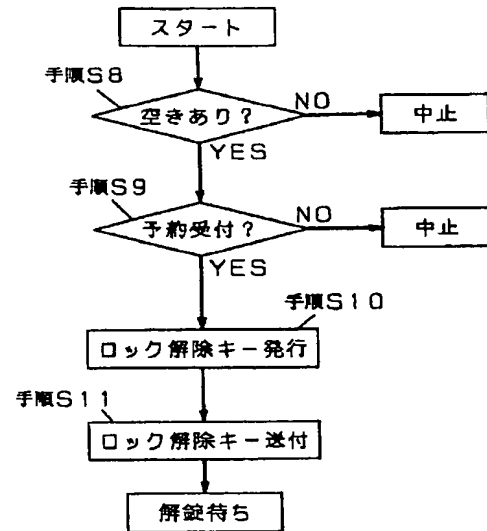 スタート
手順S8
空きあり？
NO
中止
YES
手順S9
予約受付？
NO
中止
YES
手順S10
ロック解除キー発行
手順S11
ロック解除キー送付
解錠待ち